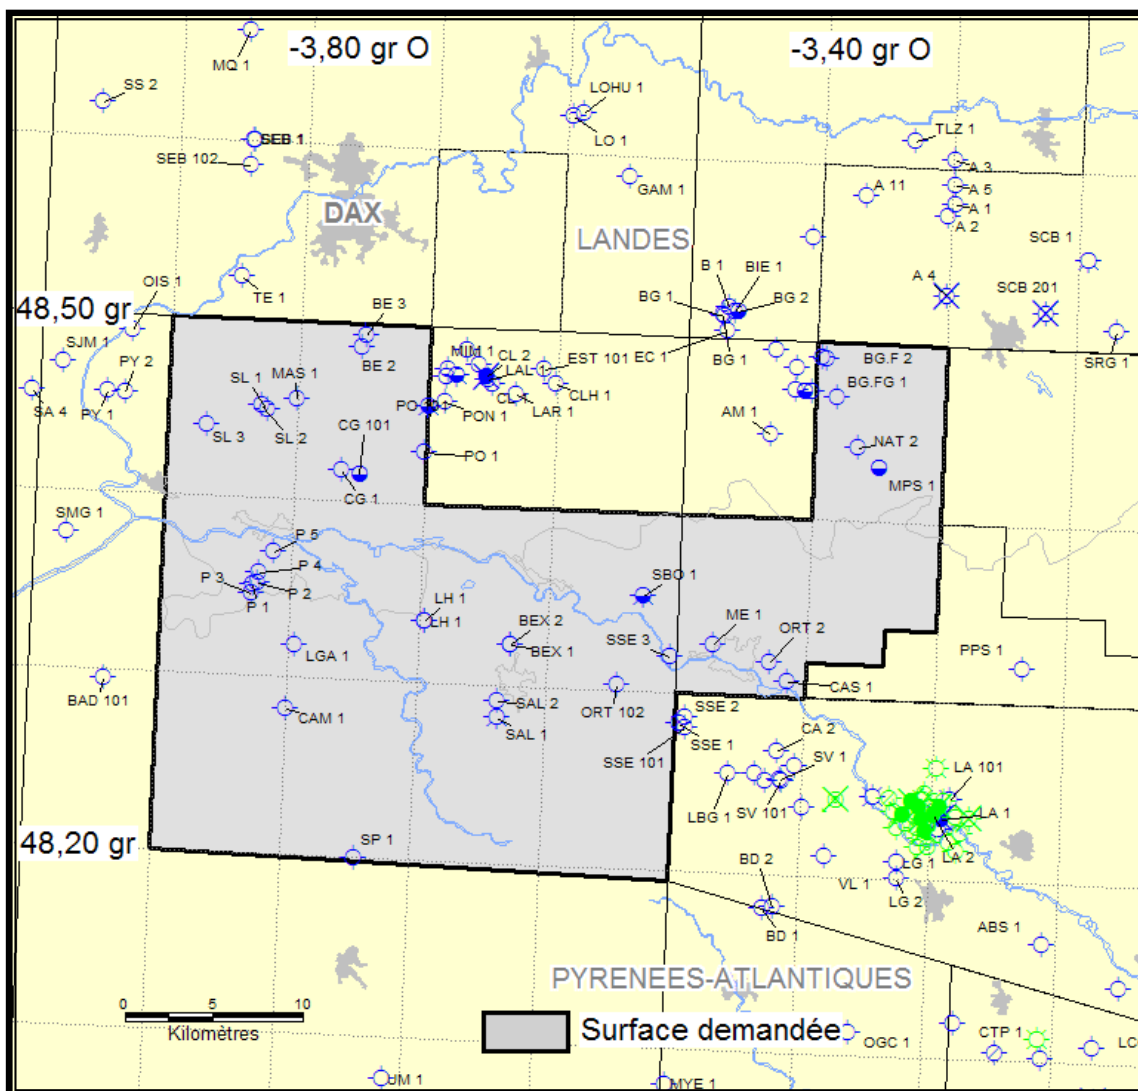 -3,80 gr O
-3,40 gr O
MQ 1
SS 2
LOHU 1
LO 1
TLZ 1
SEB 1
SEB 102
A 3
GAM 1
A 11
A 5
A 1
A 2
DAX
LANDES
SCB 1
OIS 1
TE 1
B 1
BIE 1
A 4
SCB 201
48,50 gr
BE 3
BG 1
BG 2
SJM 1
PY 2
BE 2
CL 2
EST 101
EC 1
BG 1
BG.F 2
SRG 1
SL 1
MAS 1
LAL 1
BG.FG 1
SA 4
PY 1
CL 1
LAR 1
CLH 1
PON 1
AM 1
SL 3
SL 2
CG 101
NAT 2
PO 1
CG 1
MPS 1
SMG 1
P 5
P 4
P 3
P 2
P 1
SBO 1
LH 1
LH 1
BEX 2
ME 1
ORT 2
LGA 1
BEX 1
SSE 3
PPS 1
BAD 101
CAM 1
SAL 2
ORT 102
CAS 1
SAL 1
SSE 2
SSE 1
CA 2
SSE 101
SV 1
LA 101
LBG 1
SV 101
LA 1
48,20 gr
SP 1
BD 2
LG 1
LA 2
VL 1
LG 2
BD 1
ABS 1
PYRENEES-ATLANTIQUES
0 5 10
Kilomètres
Surface demandée
OGC 1
CTP 1
LC
UM 1
MYE 1